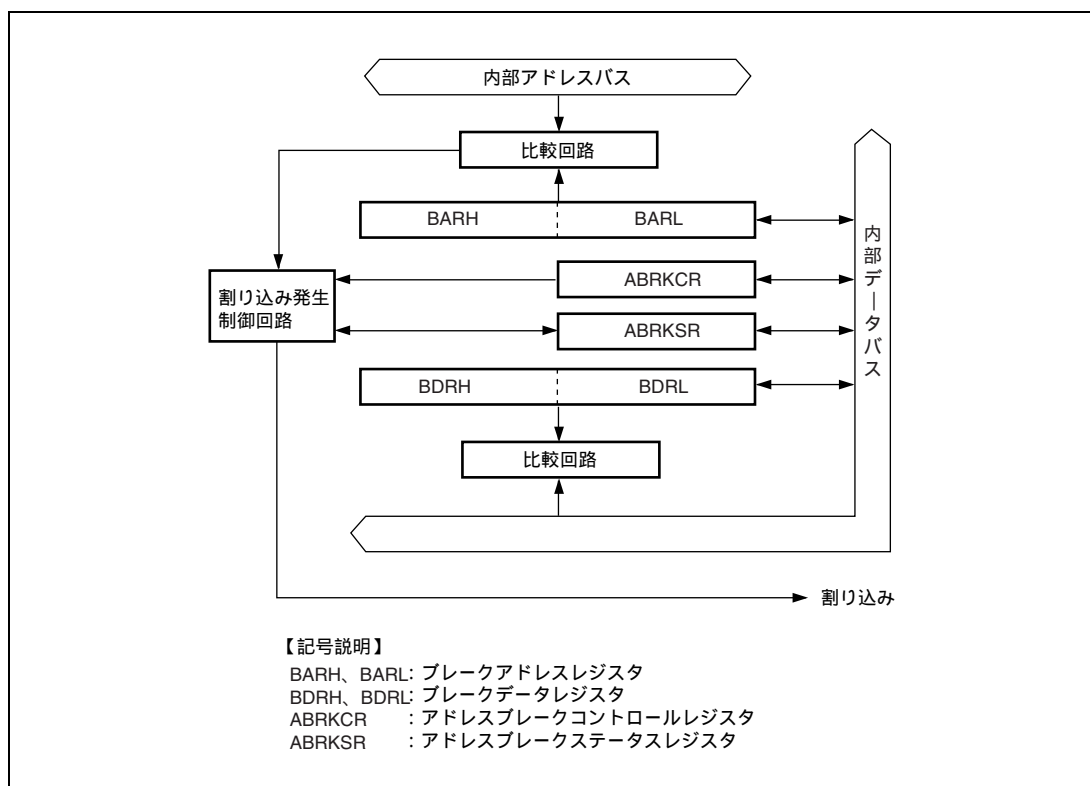 内部アドレスバス
比較回路
BARH BARL
内部データバス
ABRKCR
割り込み発生
制御回路
ABRKSR
BDRH BDRL
比較回路
割り込み
【記号説明】
BARH、BARL: ブレークアドレスレジスタ
BDRH、BDRL: ブレークデータレジスタ
ABRKCR : アドレスブレークコントロールレジスタ
ABRKSR : アドレスブレークステータスレジスタ